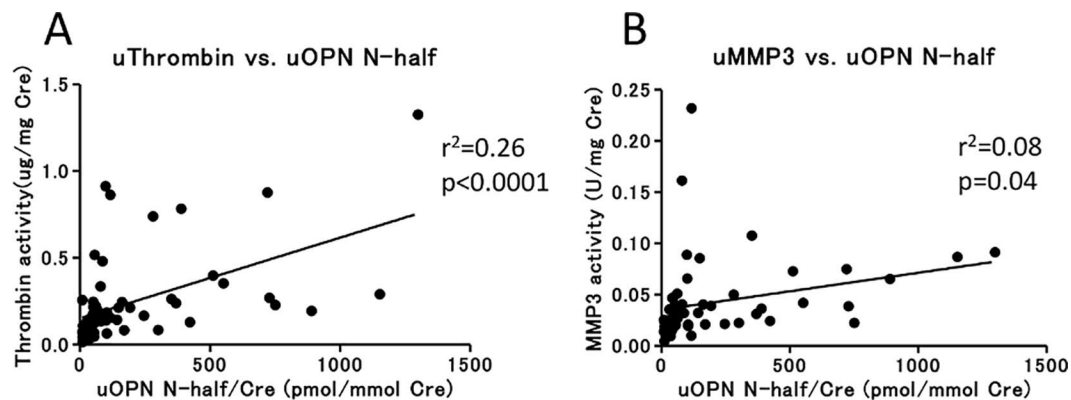 A
uThrombin vs. uOPN N-half
Thrombin activity(ug/mg Cre)
1.5
1.0
0.5
0.0
r²=0.26
p<0.0001
0
500
1000
1500
uOPN N-half/Cre (pmol/mmol Cre)
B
uMMP3 vs. uOPN N-half
MMP3 activity (U/mg Cre)
0.25
0.20
0.15
0.10
0.05
0.00
r²=0.08
p=0.04
0
500
1000
1500
uOPN N-half/Cre (pmol/mmol Cre)